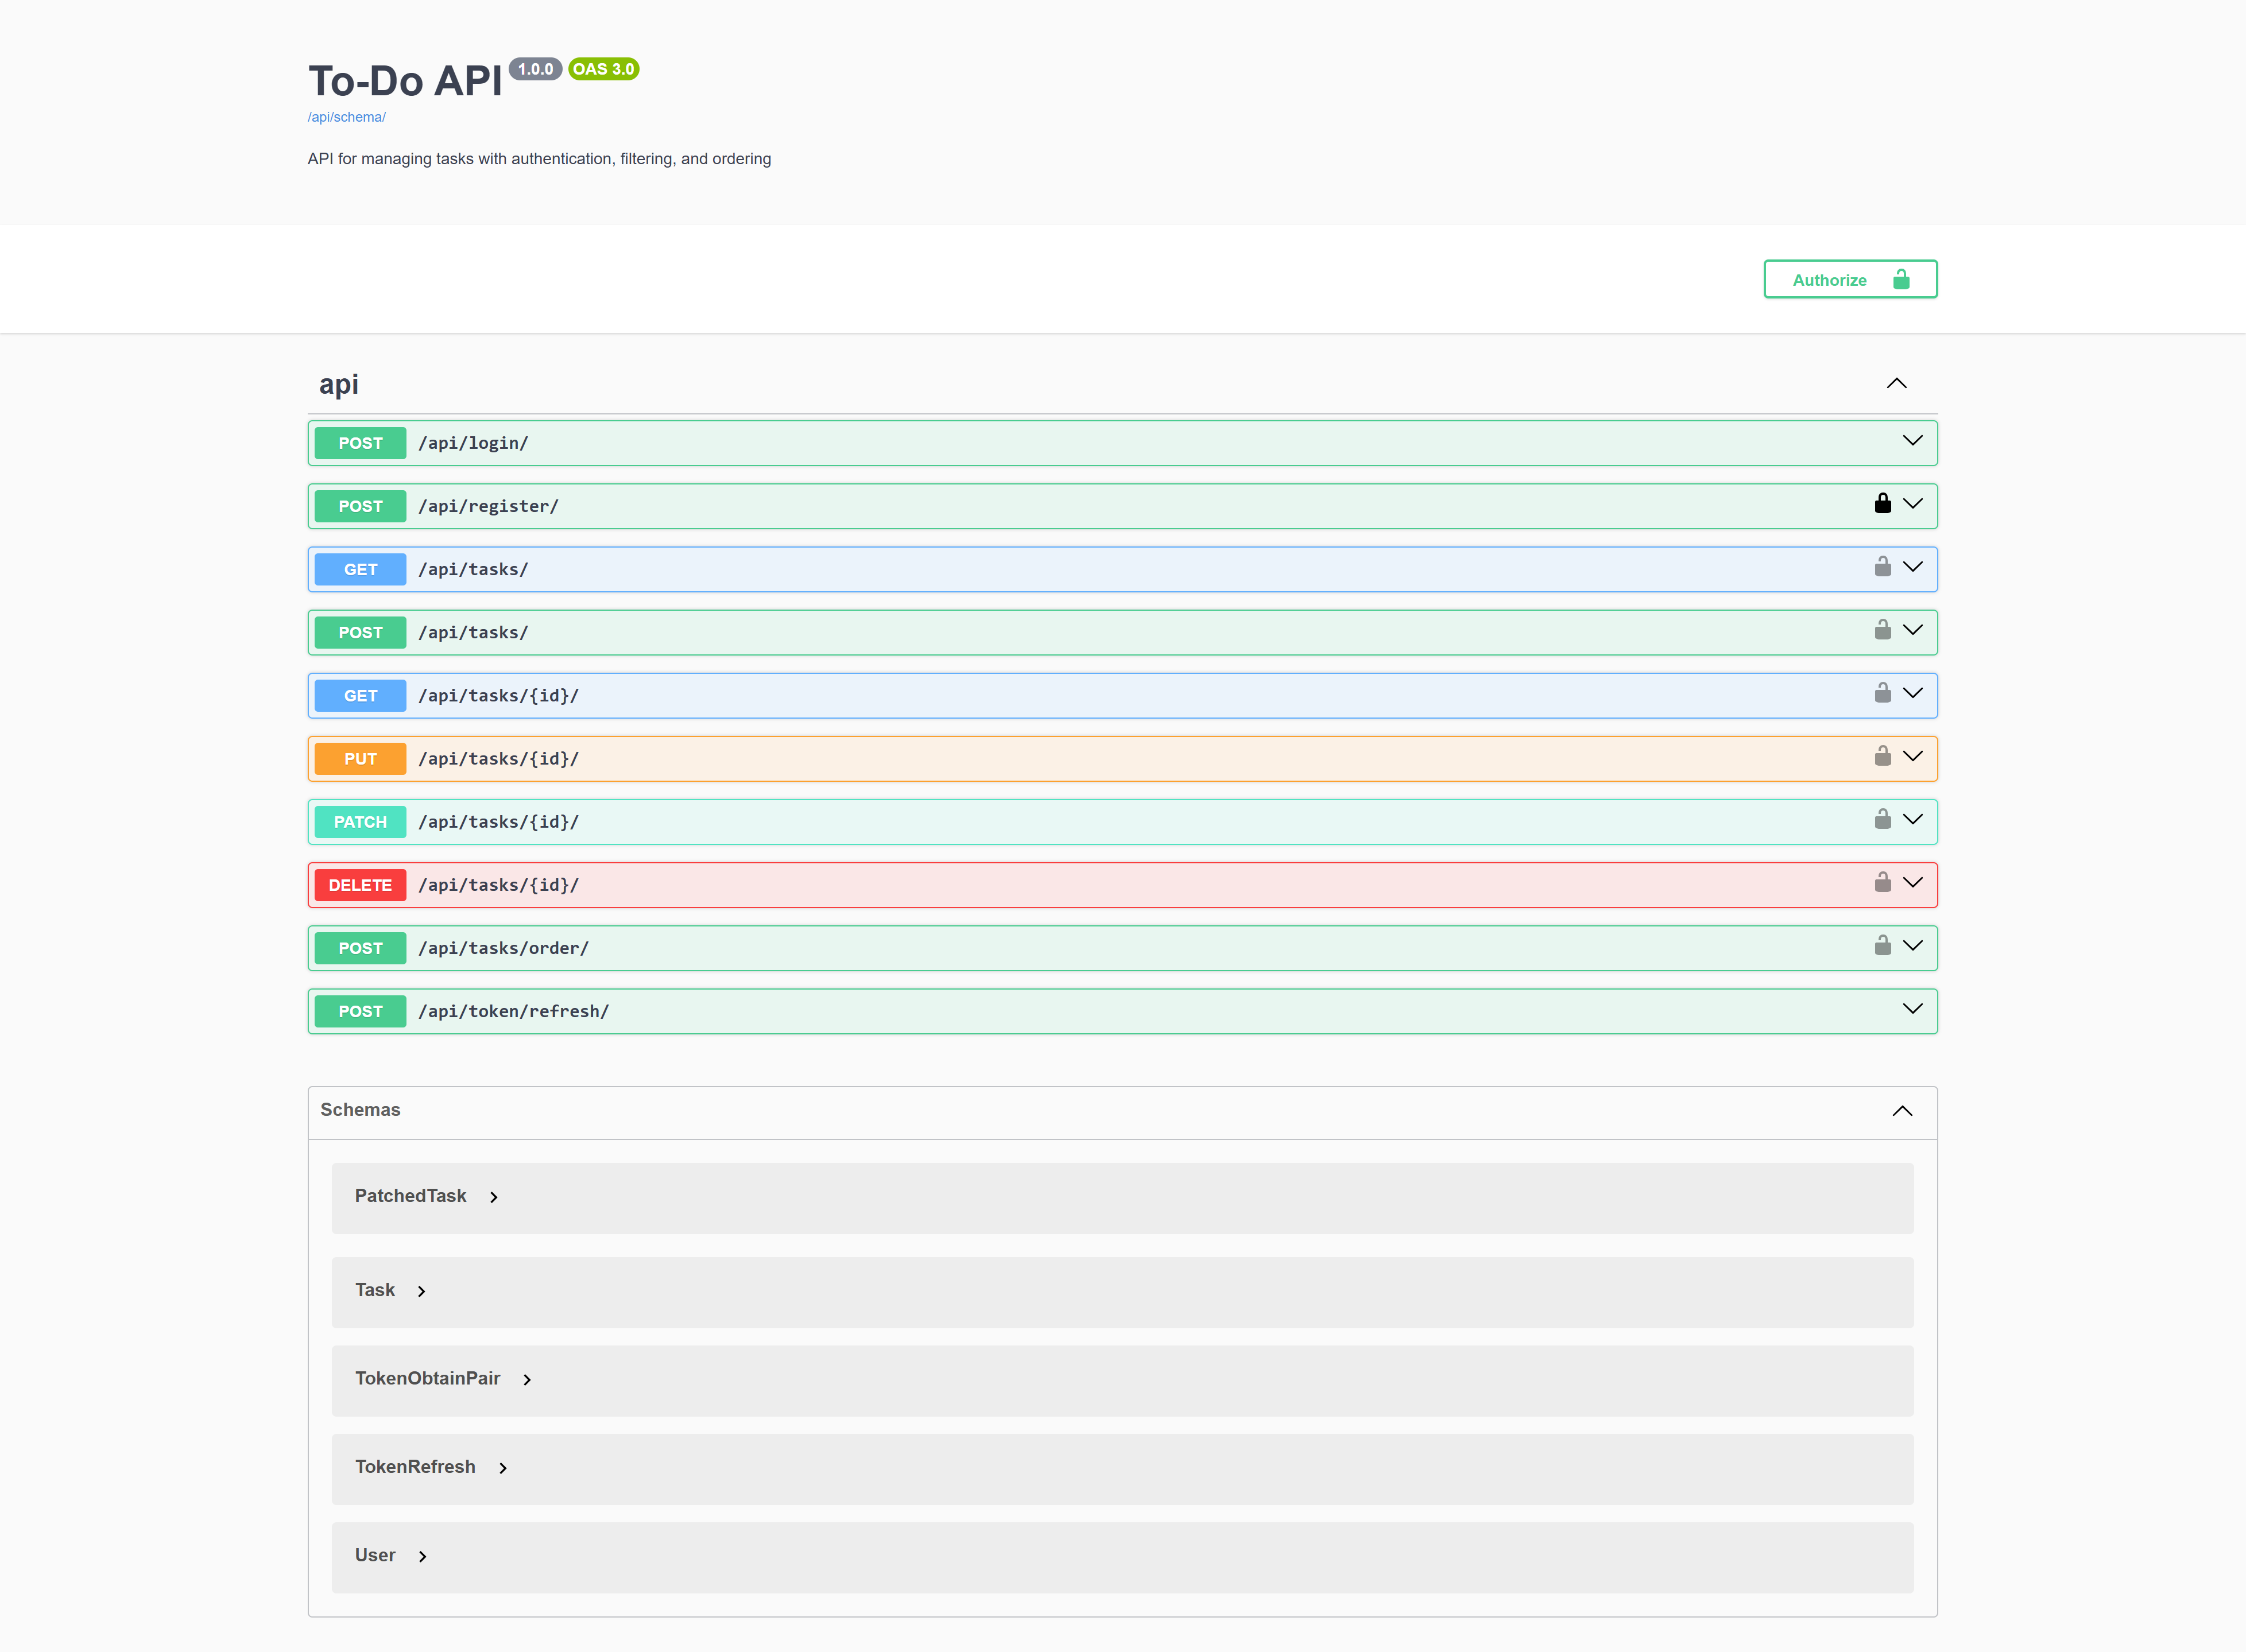 To-Do API 1.0.0 OAS 3.0
/api/schema/
API for managing tasks with authentication, filtering, and ordering
Authorize
api
POST /api/login/
POST /api/register/
GET /api/tasks/
POST /api/tasks/
GET /api/tasks/{id}/
PUT /api/tasks/{id}/
PATCH /api/tasks/{id}/
DELETE /api/tasks/{id}/
POST /api/tasks/order/
POST /api/token/refresh/
Schemas
PatchedTask
Task
TokenObtainPair
TokenRefresh
User